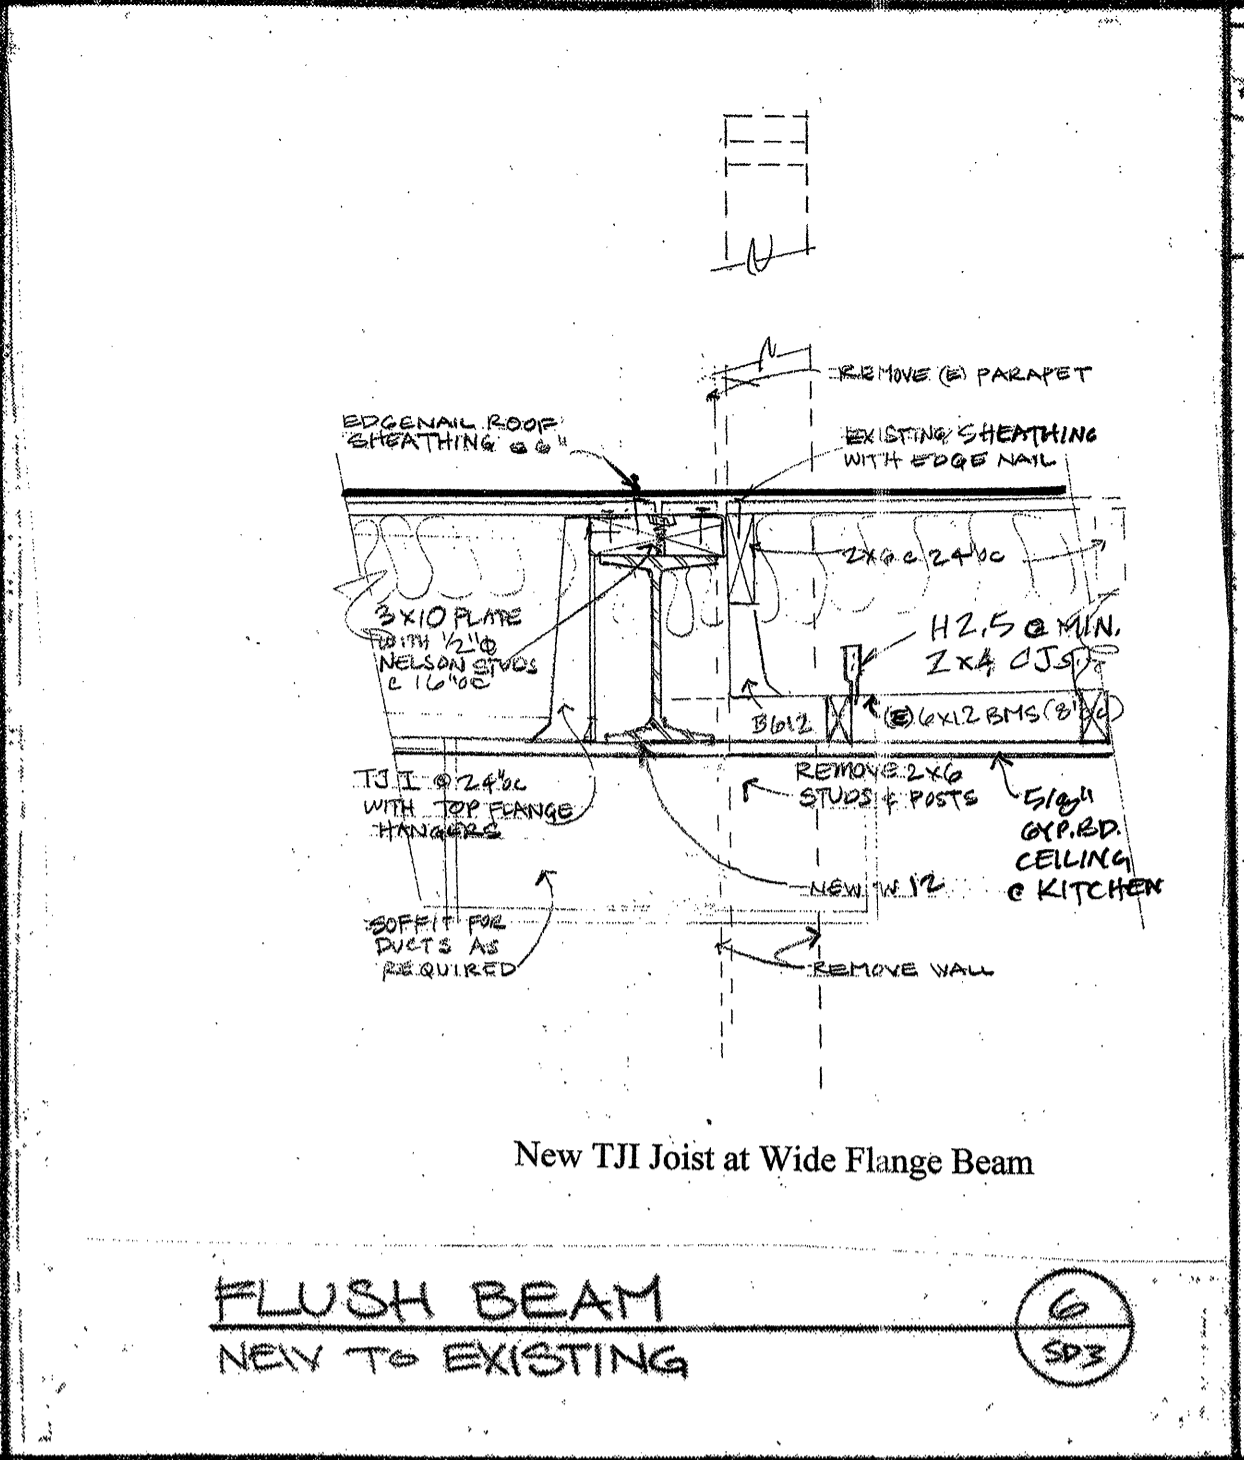 REMOVE (E) PARAPET
EDGENAIL ROOF
SHEATHING @ 6"
EXISTING SHEATHING
WITH EDGE NAIL
2x6 @ 24"OC
3x10 PLATE
WITH 1/2"Φ
NELSON STUDS
@ 16"OC
H2.5 @ MIN.
2x4 CJS
B612
(E) 6x12 BMS (8'OC)
TJI @ 24"OC
WITH TOP FLANGE
HANGERS
REMOVE 2x6
STUDS & POSTS
5/8"
GYP. BD.
CEILING
@ KITCHEN
NEW W 12
SOFFIT FOR
DUCTS AS
REQUIRED
REMOVE WALL
New TJI Joist at Wide Flange Beam
FLUSH BEAM
NEW TO EXISTING
6
SD3